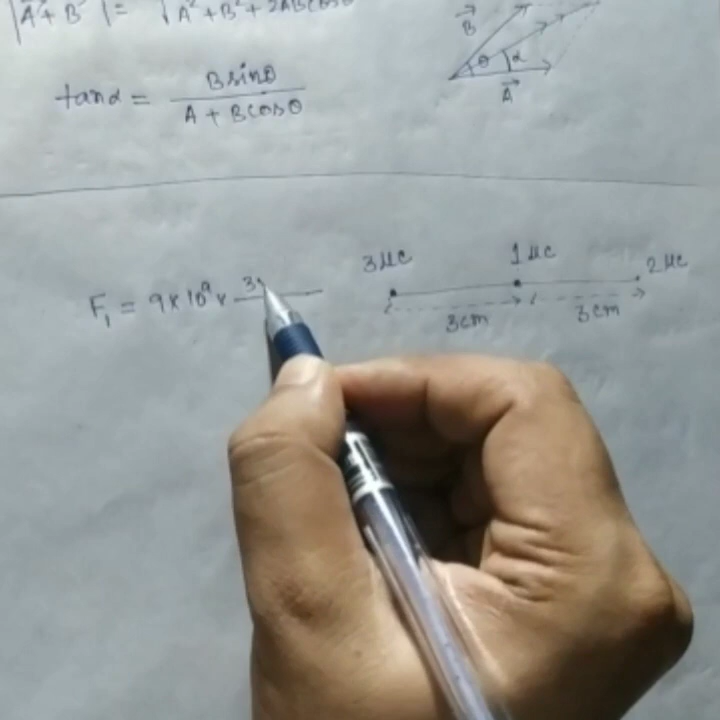 |A⃗ + B⃗| = √A² + B² + 2ABcosθ
B⃗
θ
α
A⃗
tanα = Bsinθ / A + Bcosθ
3μc
1μc
2μc
F₁ = 9×10⁹ × 3
3cm
3cm